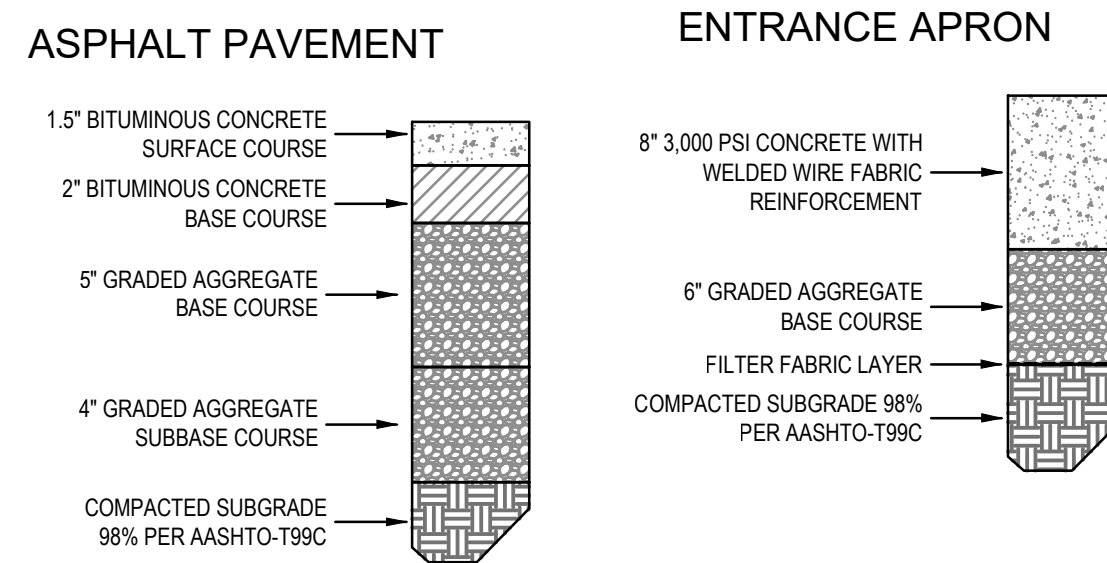 ASPHALT PAVEMENT
1.5" BITUMINOUS CONCRETE
SURFACE COURSE
2" BITUMINOUS CONCRETE
BASE COURSE
5" GRADED AGGREGATE
BASE COURSE
4" GRADED AGGREGATE
SUBBASE COURSE
COMPACTED SUBGRADE
98% PER AASHTO-T99C
ENTRANCE APRON
8" 3,000 PSI CONCRETE WITH
WELDED WIRE FABRIC
REINFORCEMENT
6" GRADED AGGREGATE
BASE COURSE
FILTER FABRIC LAYER
COMPACTED SUBGRADE 98%
PER AASHTO-T99C